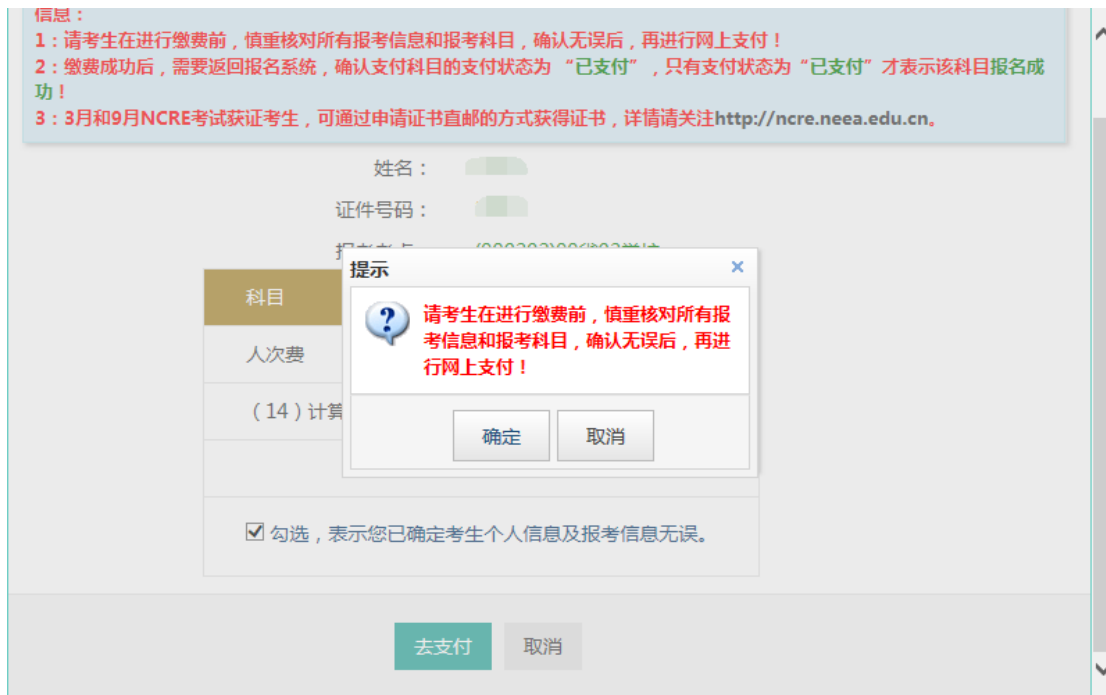 信息：
1：请考生在进行缴费前，慎重核对所有报考信息和报考科目，确认无误后，再进行网上支付！
2：缴费成功后，需要返回报名系统，确认支付科目的支付状态为 “已支付” ，只有支付状态为“已支付”才表示该科目报名成
功！
3：3月和9月NCRE考试获证考生，可通过申请证书直邮的方式获得证书，详情请关注http://ncre.neea.edu.cn。
姓名：
证件号码：
提示
×
科目
请考生在进行缴费前，慎重核对所有报
考信息和报考科目，确认无误后，再进
行网上支付！
人次费
（14）计算
确定
取消
勾选，表示您已确定考生个人信息及报考信息无误。
去支付
取消